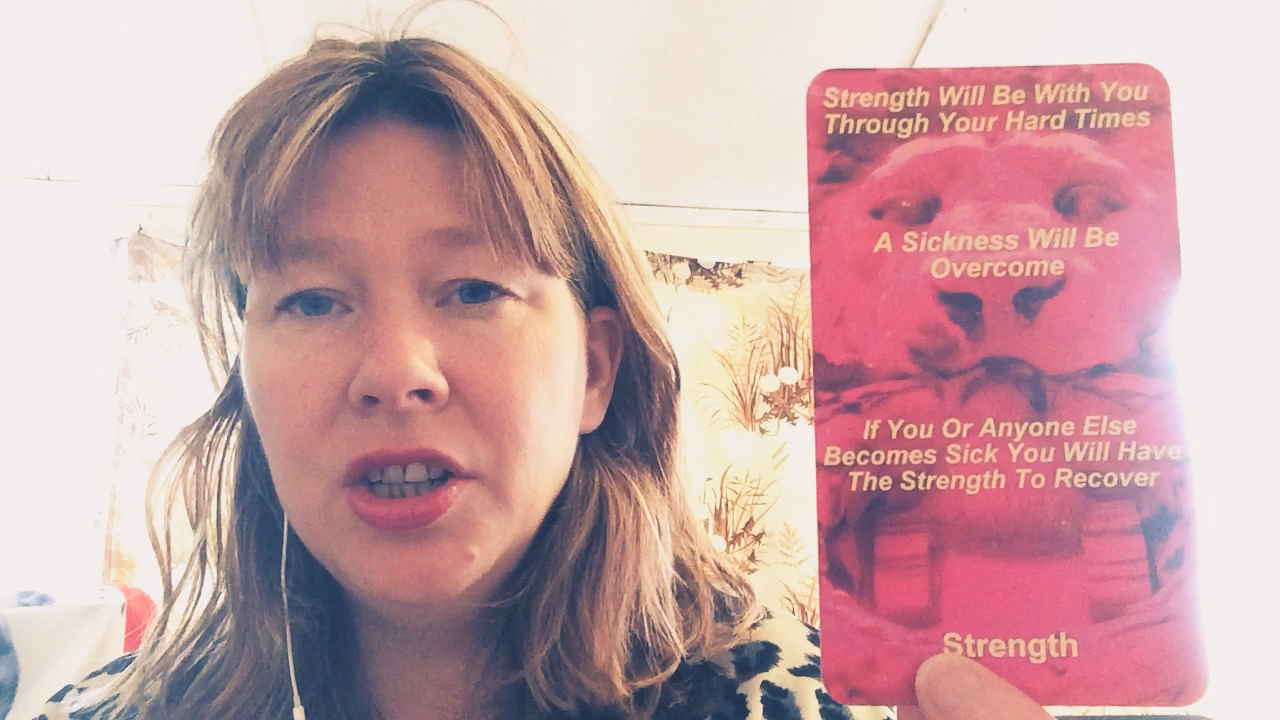 Strength Will Be With You
Through Your Hard Times
A Sickness Will Be
Overcome
If You Or Anyone Else
Becomes Sick You Will Have
The Strength To Recover
Strength